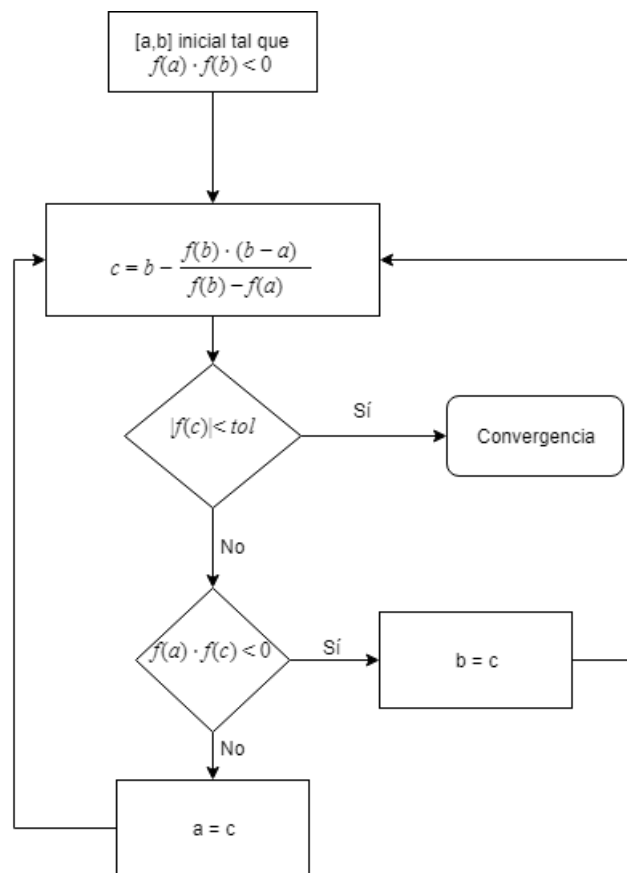 [a,b] inicial tal que
f(a) · f(b) < 0
c = b − f(b) · (b − a) / f(b) − f(a)
|f(c)| < tol
Sí
Convergencia
No
f(a) · f(c) < 0
Sí
b = c
No
a = c